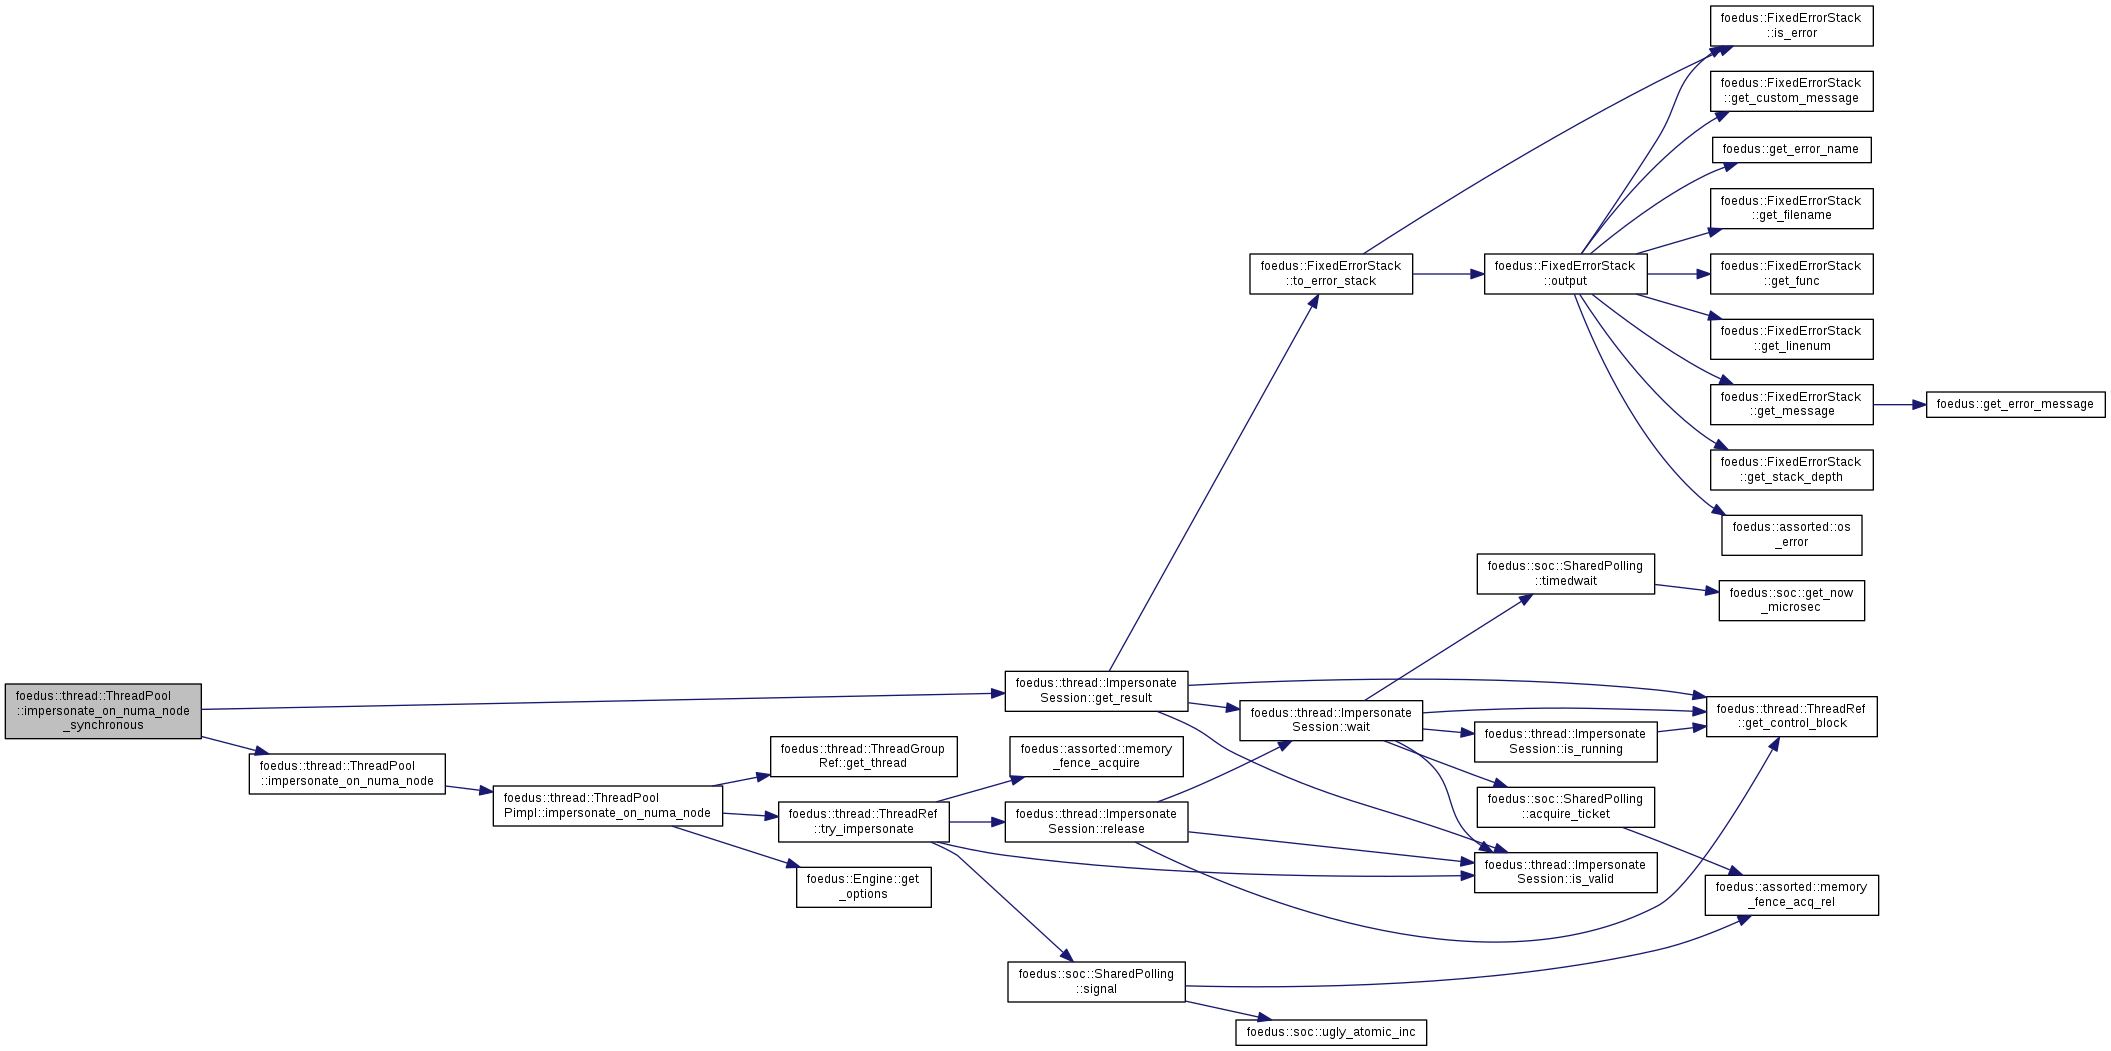 foedus::FixedErrorStack
::is_error
foedus::FixedErrorStack
::get_custom_message
foedus::get_error_name
foedus::FixedErrorStack
::get_filename
foedus::FixedErrorStack
::to_error_stack
foedus::FixedErrorStack
::output
foedus::FixedErrorStack
::get_func
foedus::FixedErrorStack
::get_linenum
foedus::FixedErrorStack
::get_message
foedus::get_error_message
foedus::FixedErrorStack
::get_stack_depth
foedus::assorted::os
_error
foedus::soc::SharedPolling
::timedwait
foedus::soc::get_now
_microsec
foedus::thread::ThreadPool
::impersonate_on_numa_node
_synchronous
foedus::thread::Impersonate
Session::get_result
foedus::thread::Impersonate
Session::wait
foedus::thread::ThreadRef
::get_control_block
foedus::thread::Impersonate
Session::is_running
foedus::thread::ThreadPool
::impersonate_on_numa_node
foedus::thread::ThreadGroup
Ref::get_thread
foedus::assorted::memory
_fence_acquire
foedus::thread::ThreadPool
Pimpl::impersonate_on_numa_node
foedus::thread::ThreadRef
::try_impersonate
foedus::thread::Impersonate
Session::release
foedus::soc::SharedPolling
::acquire_ticket
foedus::thread::Impersonate
Session::is_valid
foedus::Engine::get
_options
foedus::assorted::memory
_fence_acq_rel
foedus::soc::SharedPolling
::signal
foedus::soc::ugly_atomic_inc